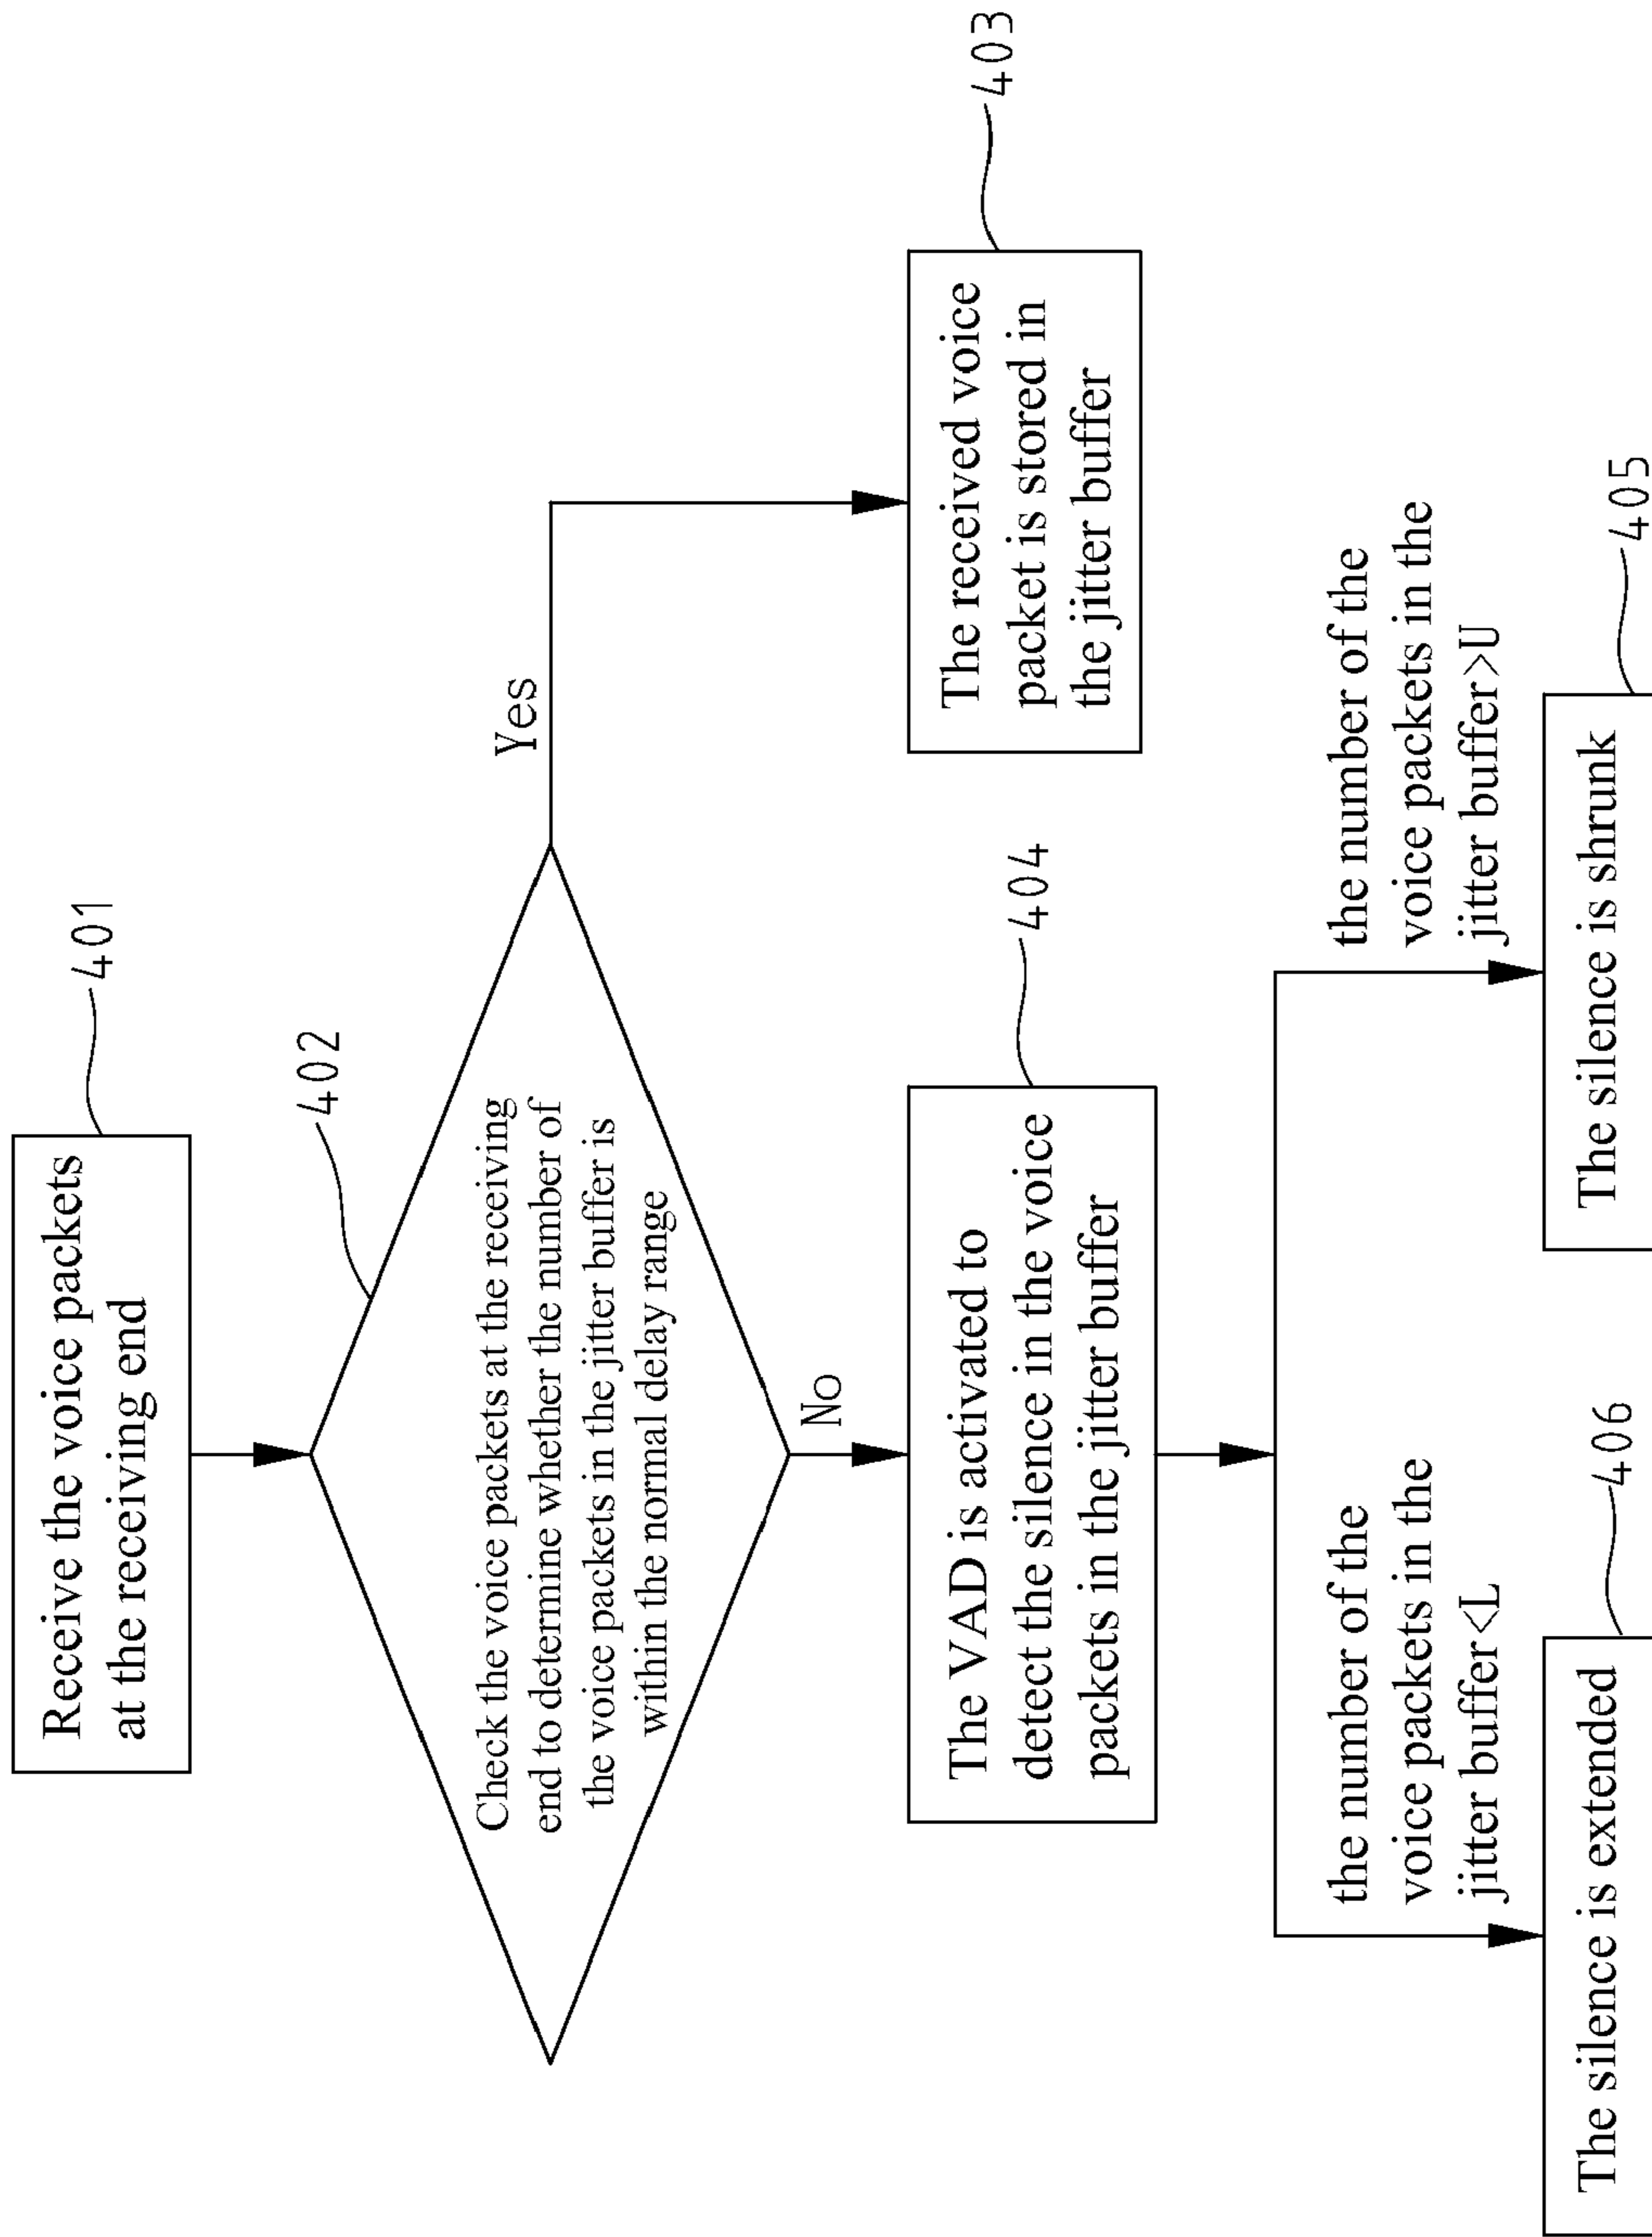 Receive the voice packets
at the receiving end
401
402
Check the voice packets at the receiving
end to determine whether the number of
the voice packets in the jitter buffer is
within the normal delay range
Yes
No
The received voice
packet is stored in
the jitter buffer
403
The VAD is activated to
detect the silence in the voice
packets in the jitter buffer
404
the number of the
voice packets in the
jitter buffer<L
the number of the
voice packets in the
jitter buffer>U
The silence is extended
406
The silence is shrunk
405